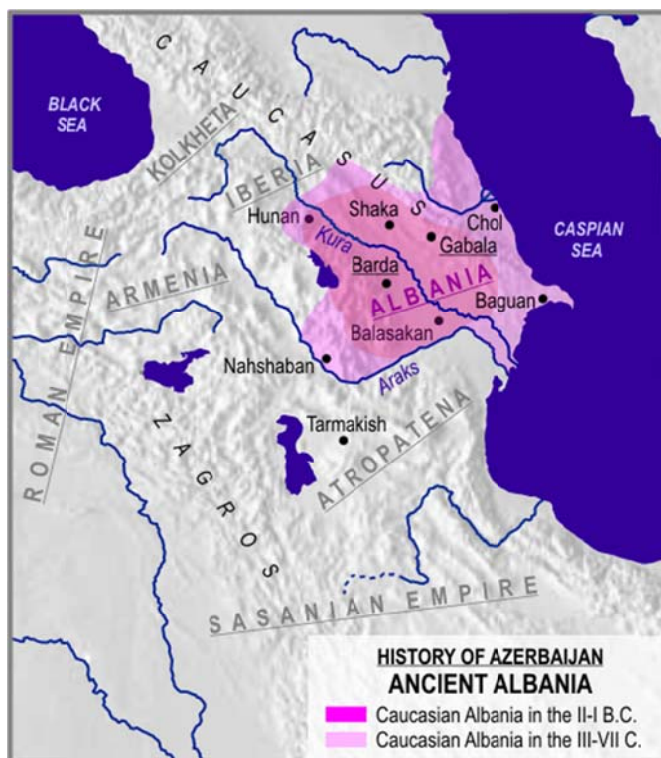 BLACK
SEA
CAUCASUS
KOLKHETA
IBERIA
Hunan
Shaka
Chol
Gabala
Kura
CASPIAN
SEA
ROMAN EMPIRE
ARMENIA
Barda
ALBANIA
Baguan
Balasakan
Nahshaban
Araks
ZAGROS
Tarmakish
ATROPATENA
SASANIAN EMPIRE
HISTORY OF AZERBAIJAN
ANCIENT ALBANIA
Caucasian Albania in the II-I B.C.
Caucasian Albania in the III-VII C.